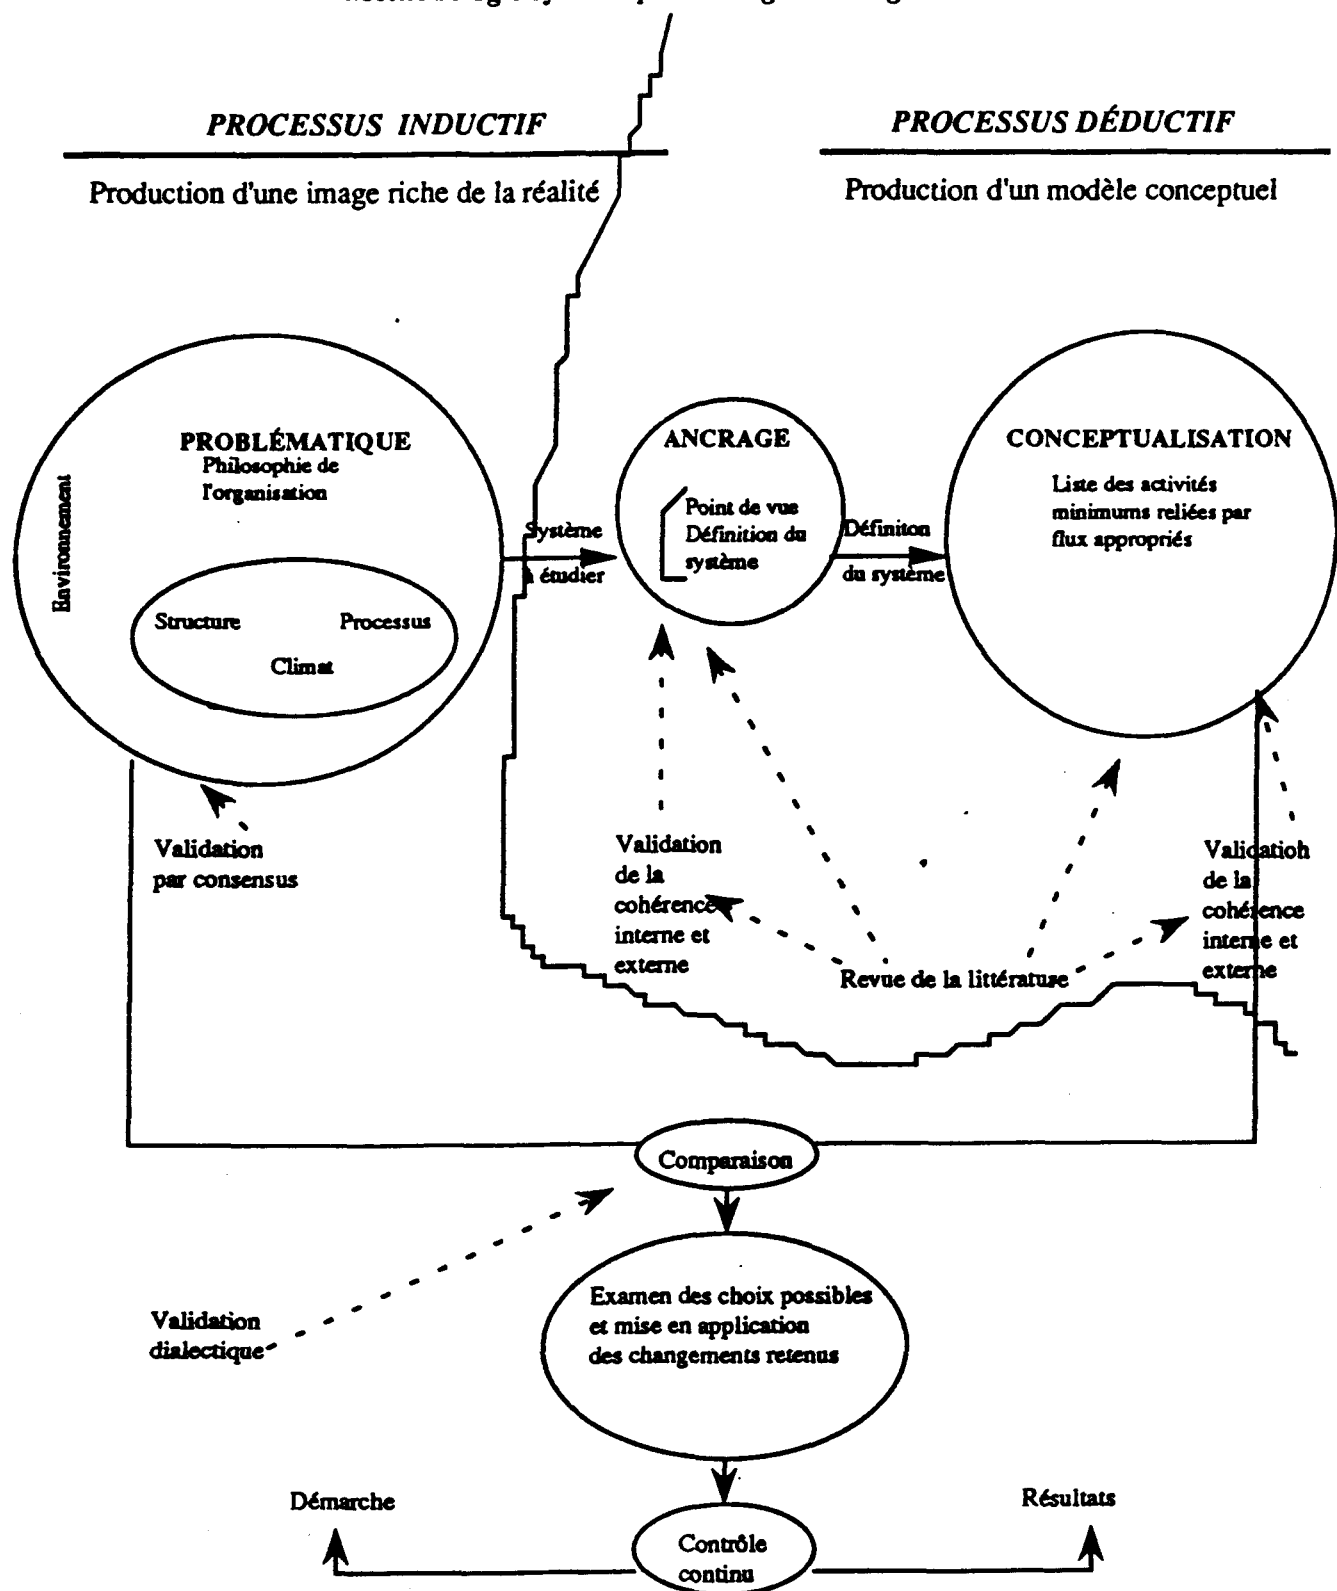 PROCESSUS INDUCTIF
PROCESSUS DÉDUCTIF
Production d'une image riche de la réalité
Production d'un modèle conceptuel
PROBLÉMATIQUE
Philosophie de
l'organisation
Environnement
Structure
Processus
Climat
Système
à étudier
ANCRAGE
Point de vue
Définition du
système
Définiton
du système
CONCEPTUALISATION
Liste des activités
minimums reliées par
flux appropriés
Validation
par consensus
Validation
de la
cohérence
interne et
externe
Revue de la littérature
Validation
de la
cohérence
interne et
externe
Comparaison
Validation
dialectique
Examen des choix possibles
et mise en application
des changements retenus
Démarche
Résultats
Contrôle
continu